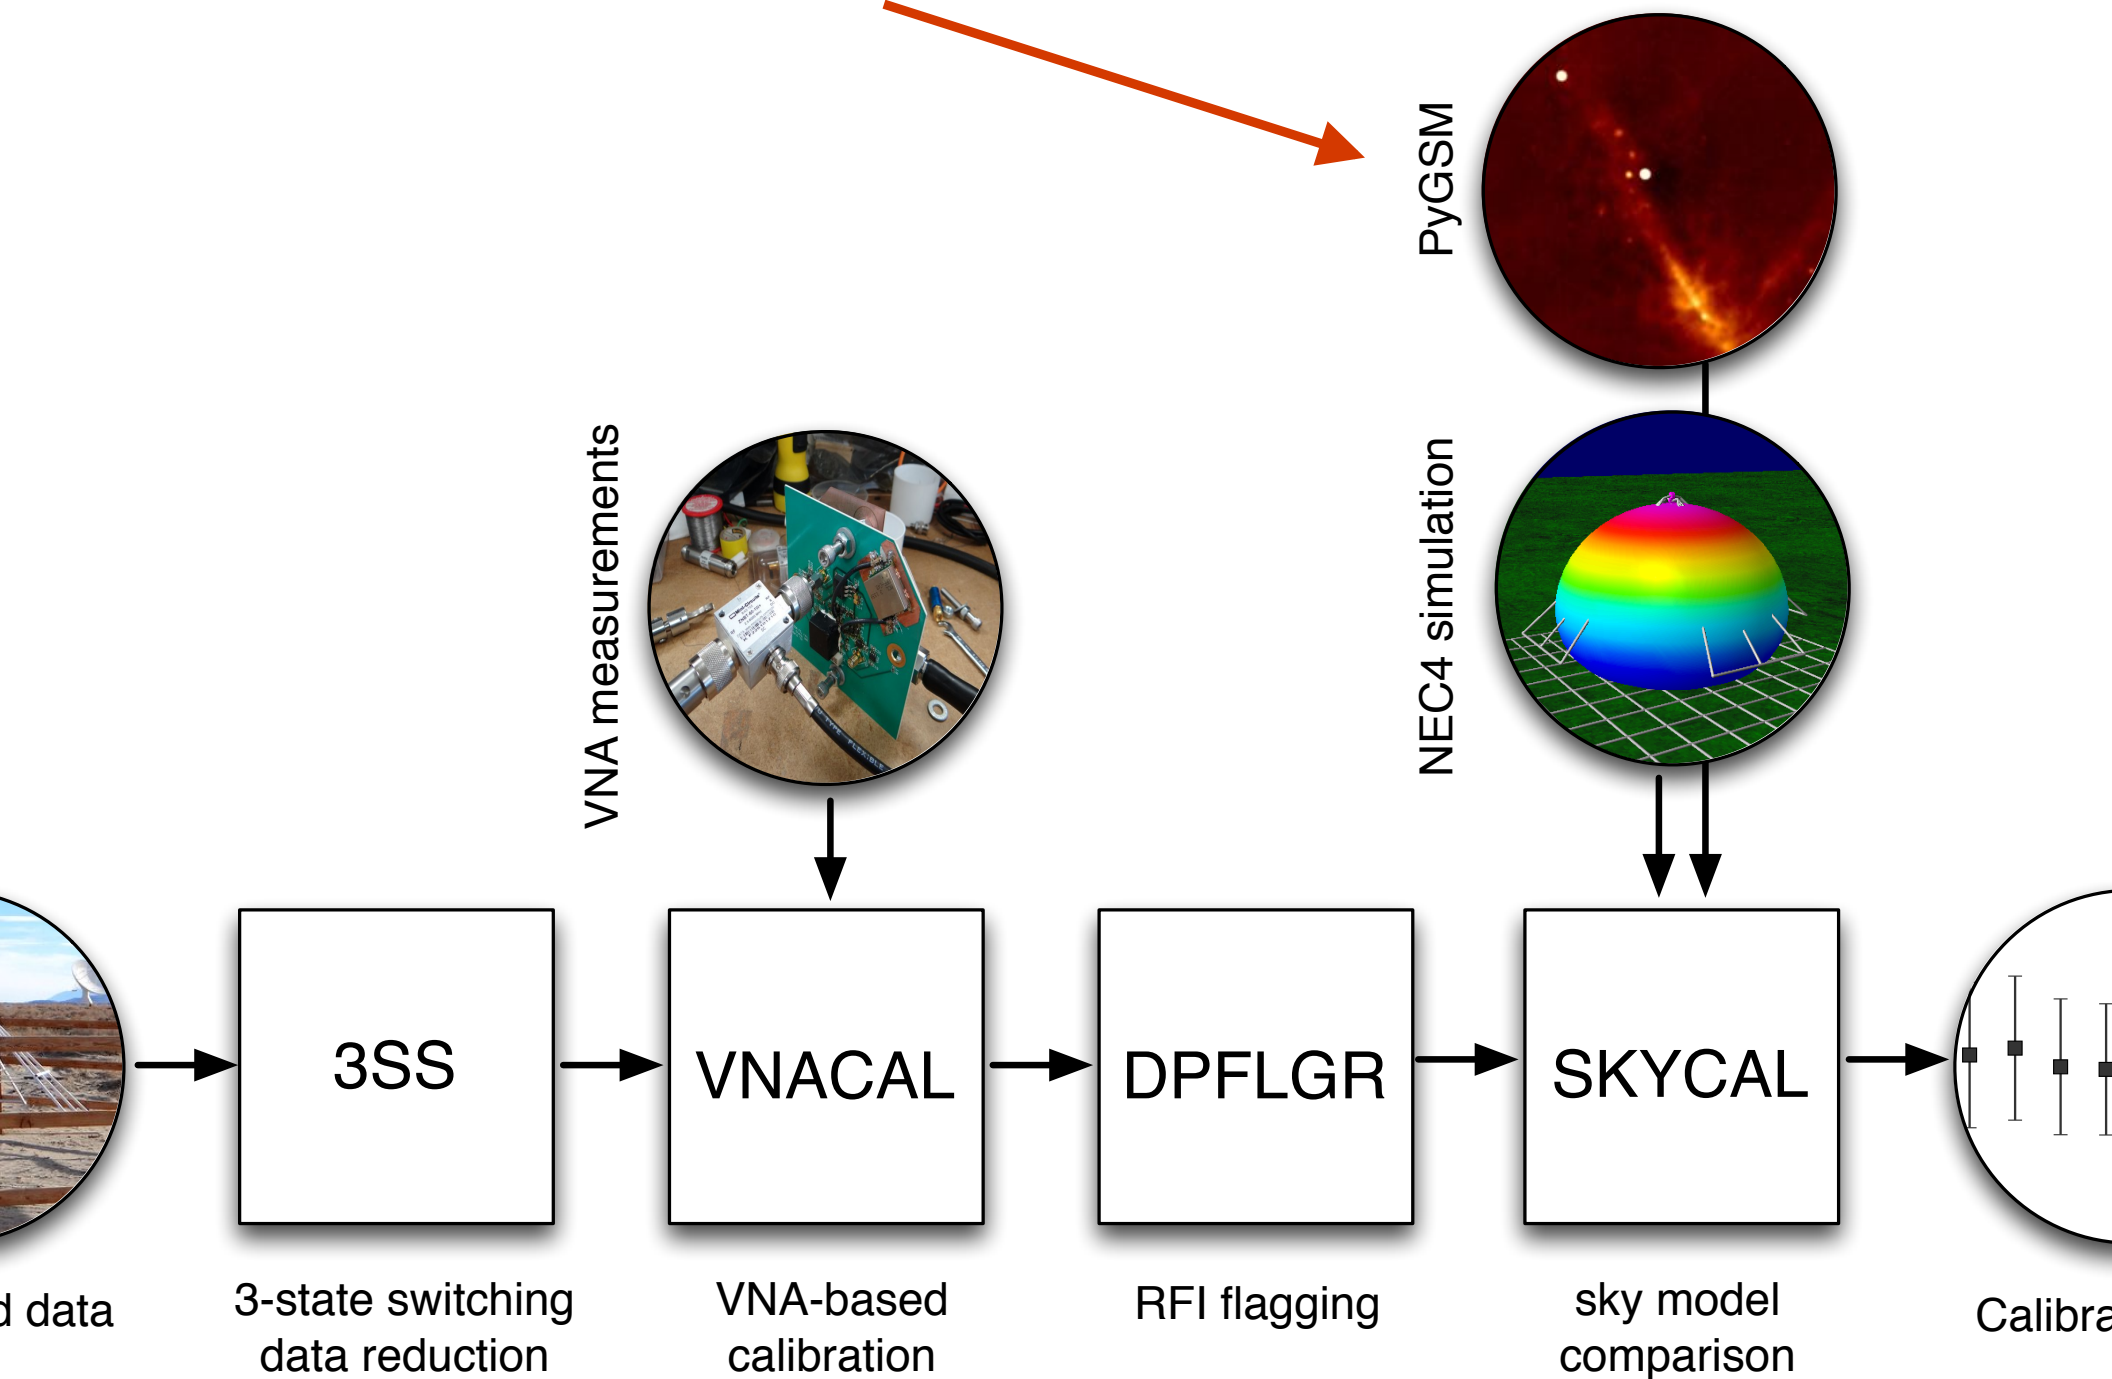 PyGSM
VNA measurements
NEC4 simulation
3SS
VNACAL
DPFLGR
SKYCAL
d data
3-state switching
data reduction
VNA-based
calibration
RFI flagging
sky model
comparison
Calibra